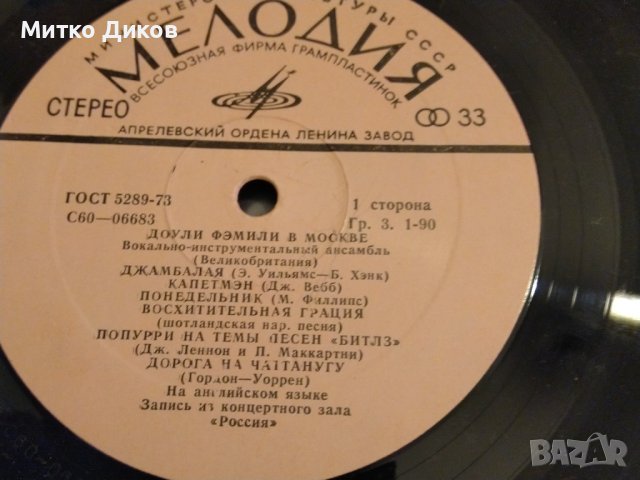 Митко Диков
МИНИСТЕРСТВО КУЛЬТУРЫ СССР
МЕЛОДИЯ
ВСЕСОЮЗНАЯ ФИРМА ГРАМПЛАСТИНОК
СТЕРЕО
33
АПРЕЛЕВСКИЙ ОРДЕНА ЛЕНИНА ЗАВОД
ГОСТ 5289-73
1 сторона
С60—06683
Гр. 3. 1-90
ДОУЛИ ФЭМИЛИ В МОСКВЕ
Вокально-инструментальный ансамбль
(Великобритания)
ДЖАМБАЛАЯ (Э. Уильямс—Б. Хэнк)
КАПЕТМЭН (Дж. Вебб)
ПОНЕДЕЛЬНИК (М. Филлипс)
ВОСХИТИТЕЛЬНАЯ ГРАЦИЯ
(шотландская нар. песня)
ПОПУРРИ НА ТЕМЫ ПЕСЕН «БИТЛЗ»
(Дж. Леннон и П. Маккартни)
ДОРОГА НА ЧАТТАНУГУ
(Гордон—Уоррен)
На английском языке
Запись из концертного зала
«Россия»
BAZAR